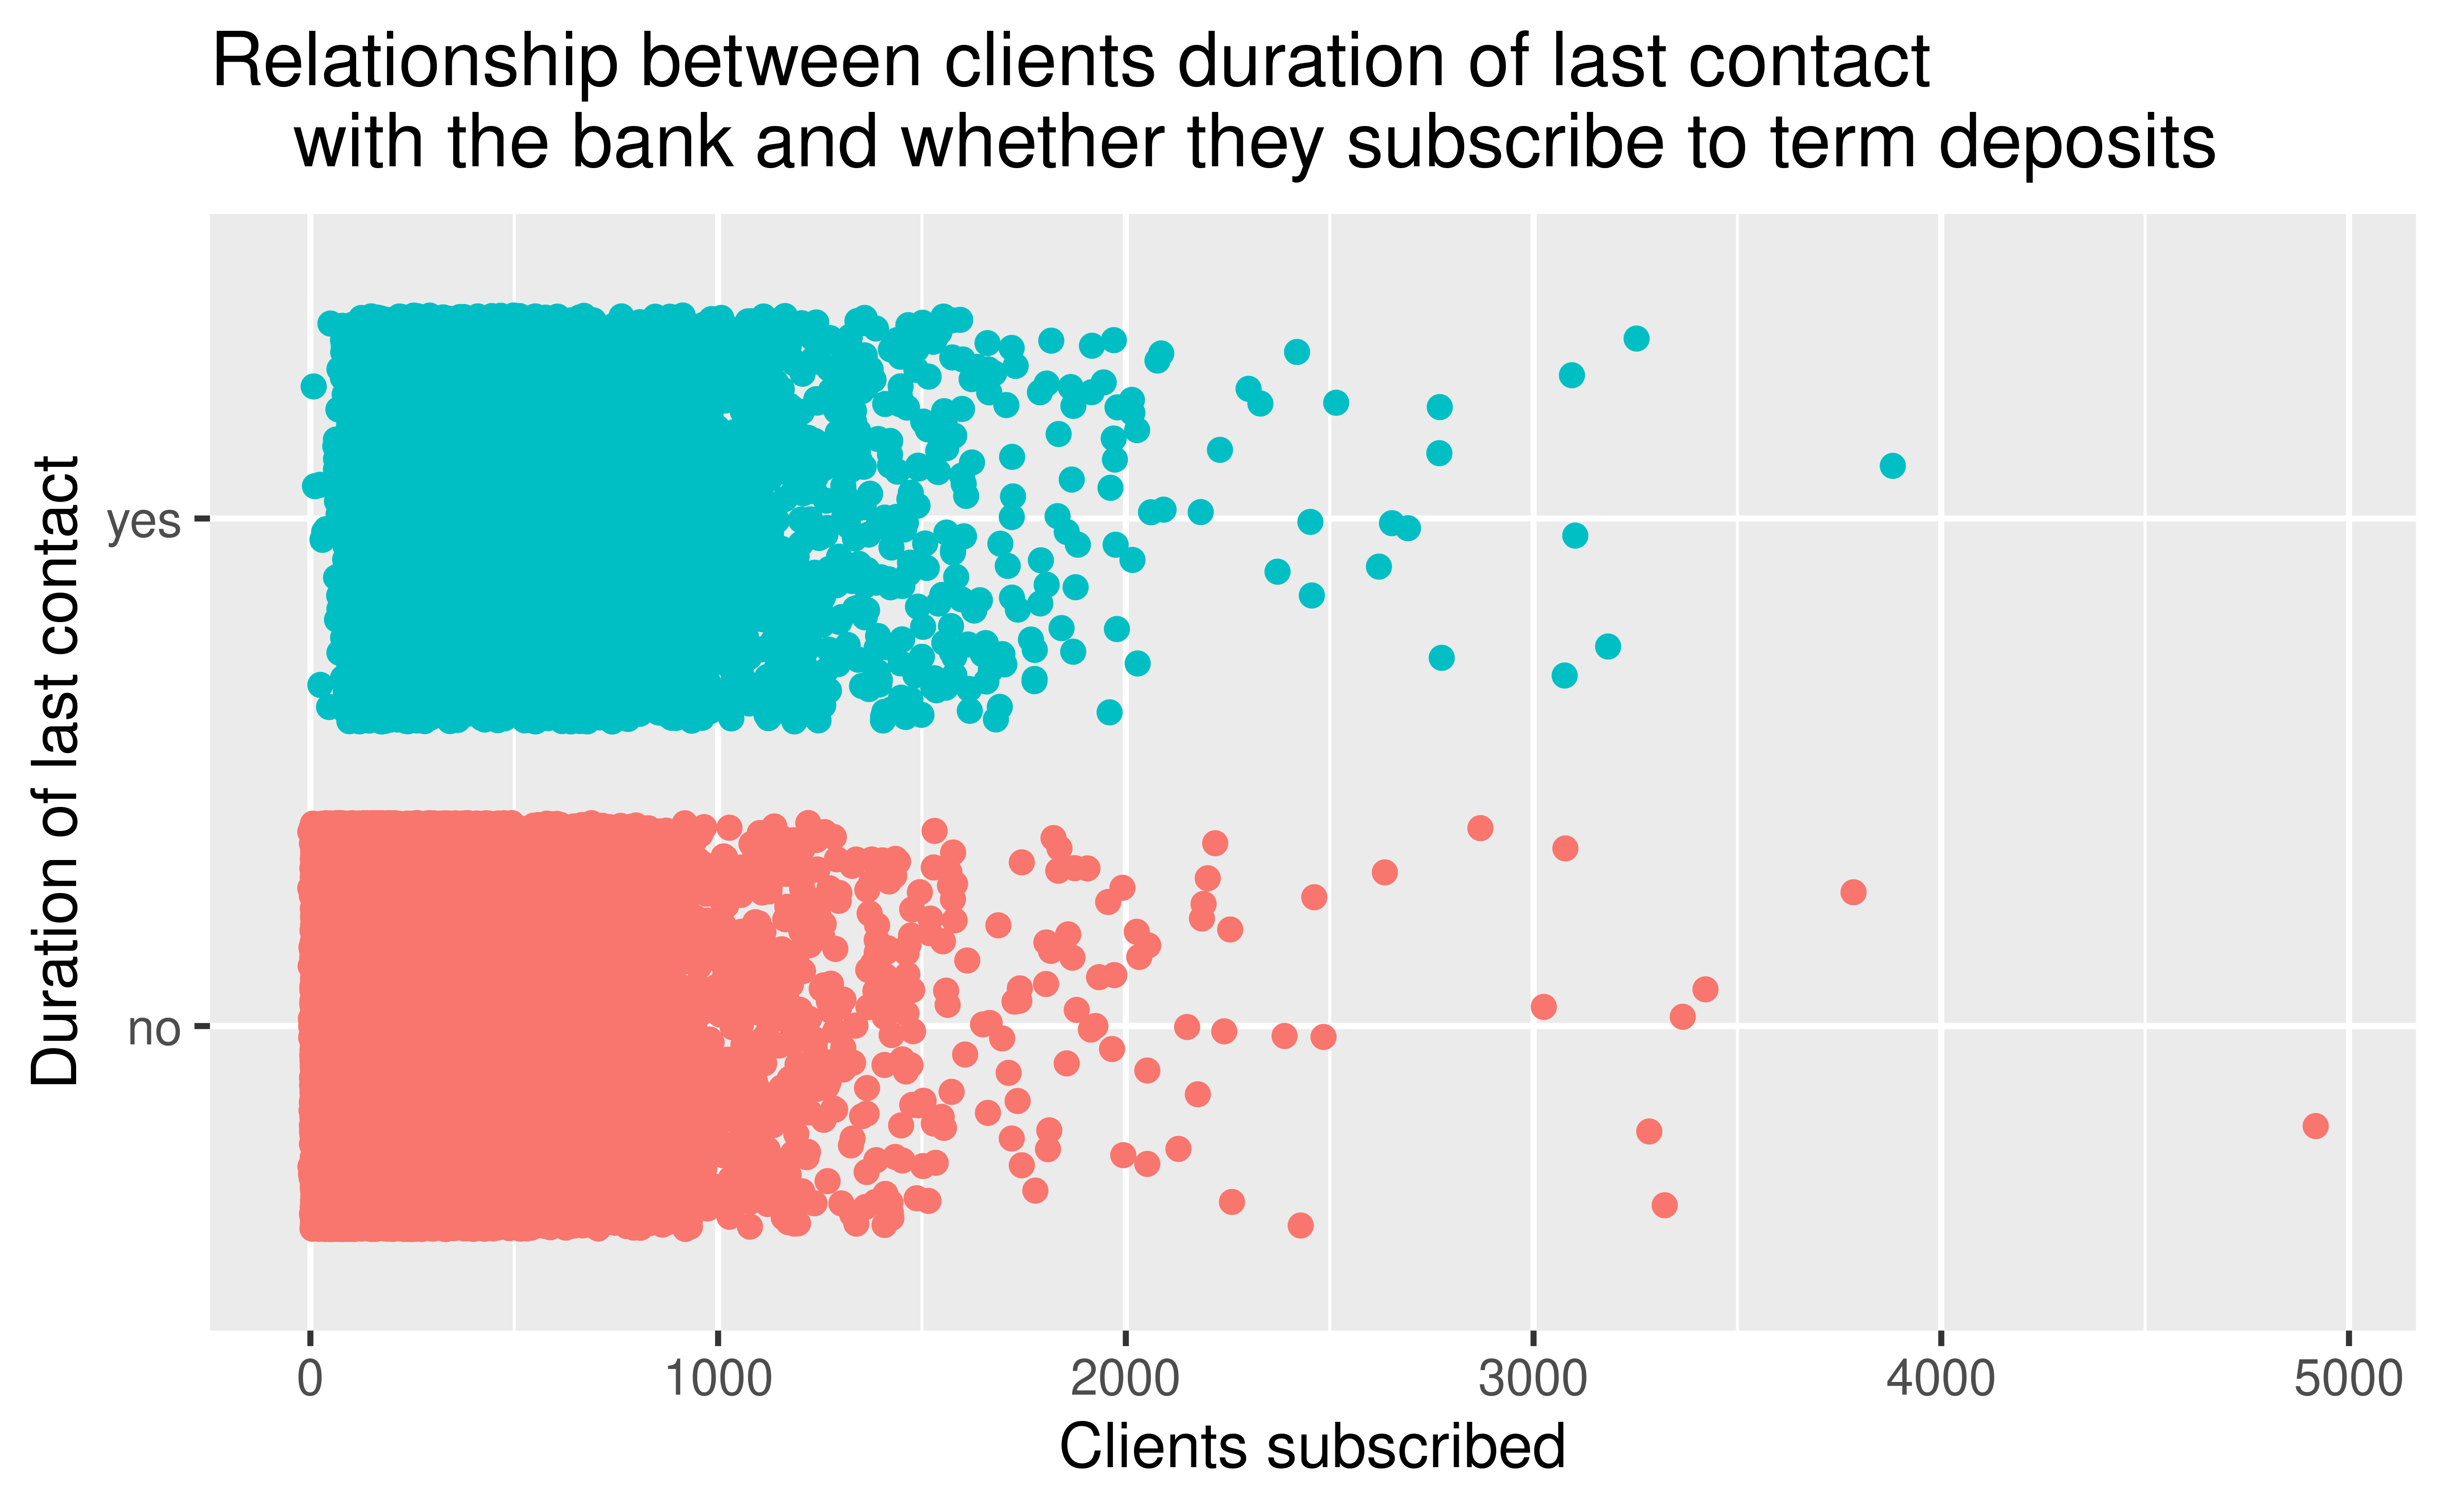 Relationship between clients duration of last contact
with the bank and whether they subscribe to term deposits
Duration of last contact
yes
no
0 1000 2000 3000 4000 5000
Clients subscribed